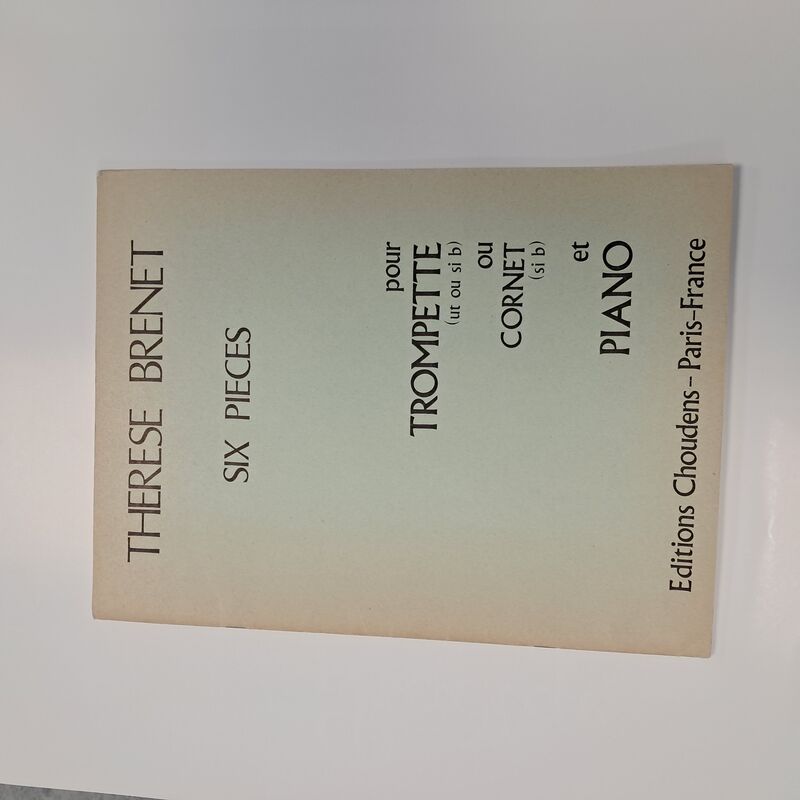 THERESE BRENET
SIX PIECES
pour
TROMPETTE
(ut ou si b)
ou
CORNET
(si b)
et
PIANO
Editions Choudens - Paris-France